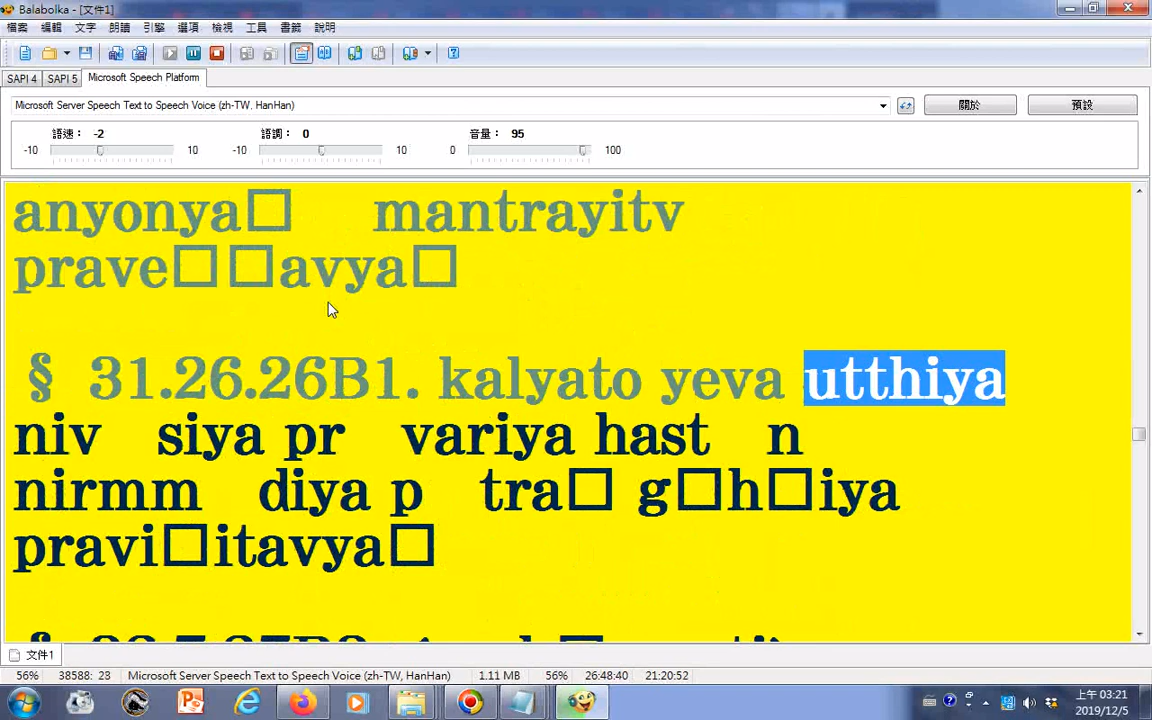 Balabolka - [文件1]
檔案 編輯 文字 朗讀 引擎 選項 檢視 工具 書籤 說明
SAPI 4 SAPI 5 Microsoft Speech Platform
Microsoft Server Speech Text to Speech Voice (zh-TW, HanHan) 關於 預設
語速： -2 語調： 0 音量： 95
-10 10 -10 10 0 100
anyonya□ mantrayitv
prave□□avya□
§ 31.26.26B1. kalyato yeva utthiya
niv siya pr variya hast n
nirmm diya p tra□ g□h□iya
pravi□itavya□
文件1
56% 38588: 23 Microsoft Server Speech Text to Speech Voice (zh-TW, HanHan) 1.11 MB 56% 26:48:40 21:20:52
上午 03:21
2019/12/5